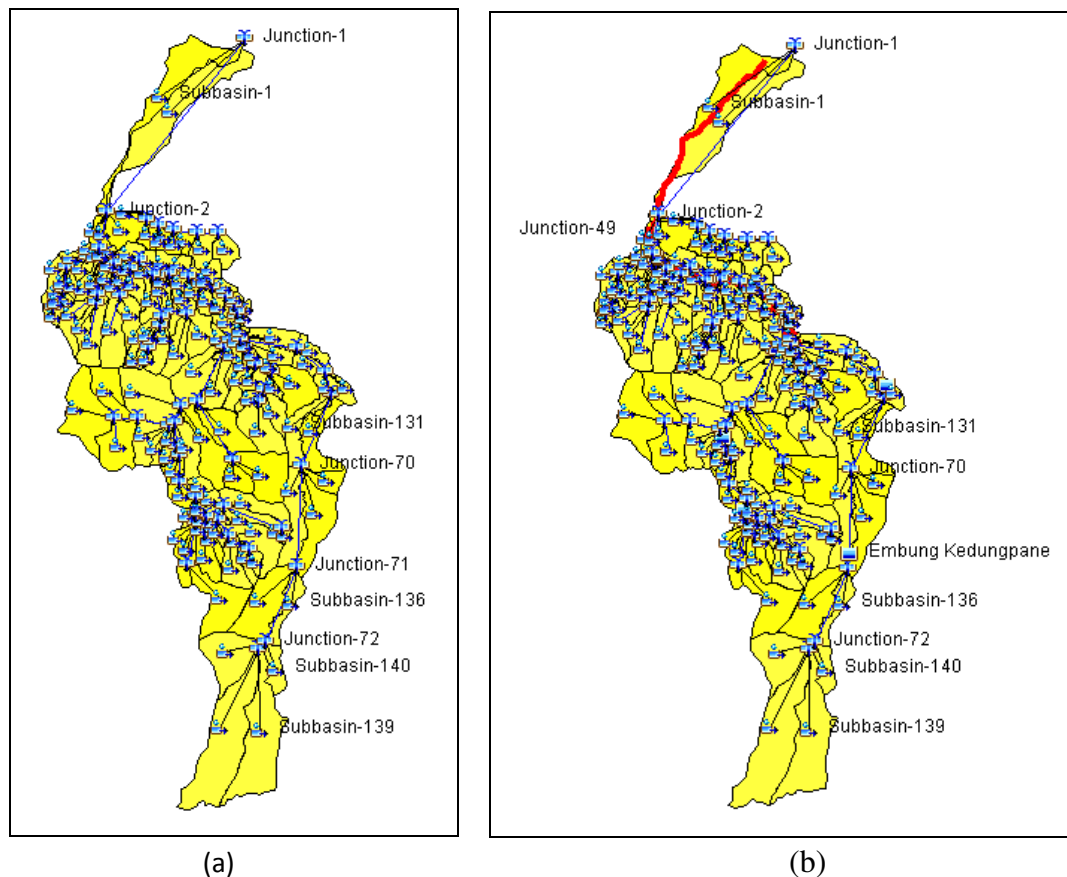 Junction-1
Subbasin-1
Junction-2
Subbasin-131
Junction-70
Junction-71
Subbasin-136
Junction-72
Subbasin-140
Subbasin-139
(a)
Junction-1
Subbasin-1
Junction-2
Junction-49
Subbasin-131
Junction-70
Embung Kedungpane
Subbasin-136
Junction-72
Subbasin-140
Subbasin-139
(b)